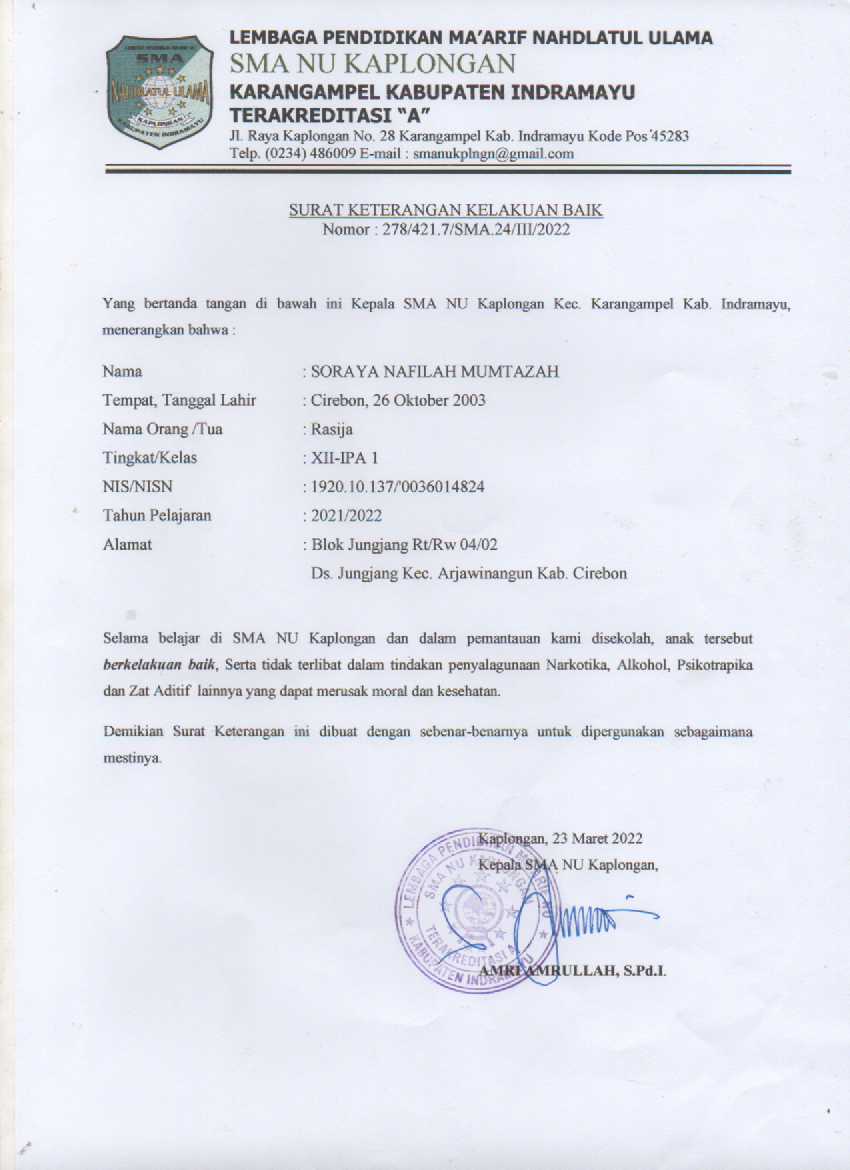 LEMBAGA PENDIDIKAN MA'ARIF NAHDLATUL ULAMA
SMA NU KAPLONGAN
KARANGAMPEL KABUPATEN INDRAMAYU
TERAKREDITASI "A"
Jl. Raya Kaplongan No. 28 Karangampel Kab. Indramayu Kode Pos 45283
Telp. (0234) 486009 E-mail : smanukplngn@gmail.com
LEMBAGA PENDIDIKAN MA'ARIF NU
SMA
NAHDLATUL ULAMA
KAPLONGAN
KABUPATEN INDRAMAYU
SURAT KETERANGAN KELAKUAN BAIK
Nomor : 278/421.7/SMA.24/III/2022
Yang bertanda tangan di bawah ini Kepala SMA NU Kaplongan Kec. Karangampel Kab. Indramayu,
menerangkan bahwa :
Nama : SORAYA NAFILAH MUMTAZAH
Tempat, Tanggal Lahir : Cirebon, 26 Oktober 2003
Nama Orang /Tua : Rasija
Tingkat/Kelas : XII-IPA 1
NIS/NISN : 1920.10.137/'0036014824
Tahun Pelajaran : 2021/2022
Alamat : Blok Jungjang Rt/Rw 04/02
Ds. Jungjang Kec. Arjawinangun Kab. Cirebon
Selama belajar di SMA NU Kaplongan dan dalam pemantauan kami disekolah, anak tersebut
berkelakuan baik, Serta tidak terlibat dalam tindakan penyalagunaan Narkotika, Alkohol, Psikotrapika
dan Zat Aditif lainnya yang dapat merusak moral dan kesehatan.
Demikian Surat Keterangan ini dibuat dengan sebenar-benarnya untuk dipergunakan sebagaimana
mestinya.
Kaplongan, 23 Maret 2022
Kepala SMA NU Kaplongan,
LEMBAGA PENDIDIKAN MA'ARIF NU
SMA NU KAPLONGAN
TERAKREDITASI A
KABUPATEN INDRAMAYU
AMRI AMRULLAH, S.Pd.I.